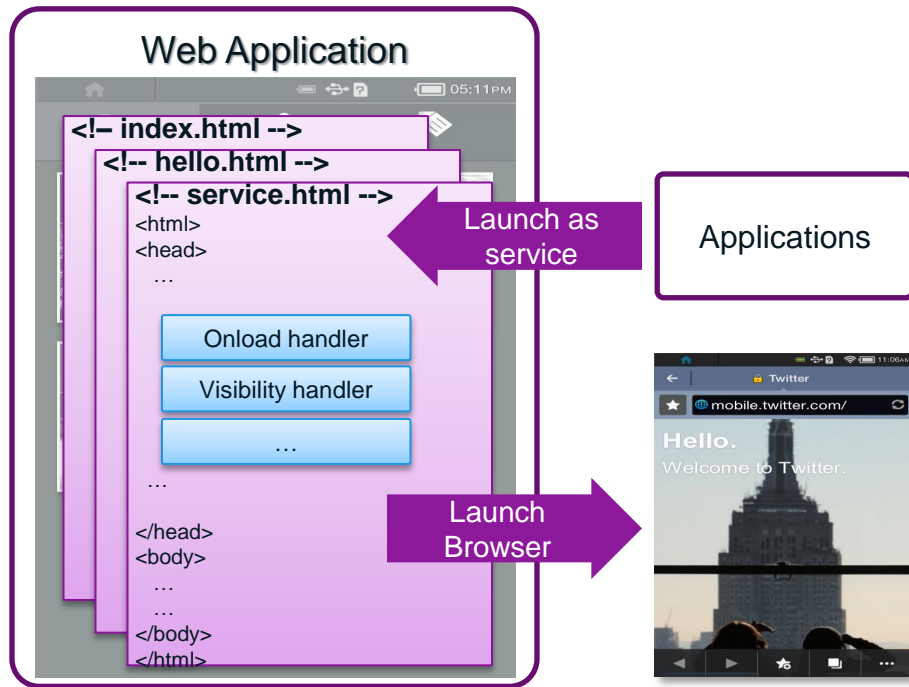 Web Application
05:11PM
<!– index.html -->
<!-- hello.html -->
<!-- service.html -->
<html>
<head>
…
Onload handler
Visibility handler
…
…
</head>
<body>
…
…
</body>
</html>
Launch as
service
Applications
Launch
Browser
11:06AM
Twitter
mobile.twitter.com/
Hello.
Welcome to Twitter.